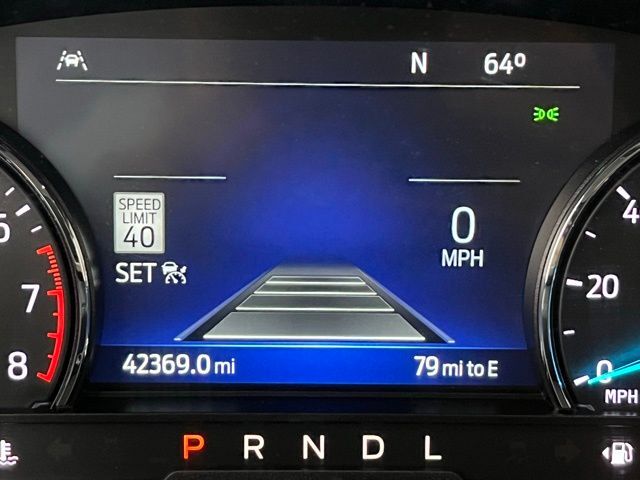 N 64°
SPEED
LIMIT
40
0
MPH
SET
6
7
8
4
20
0
MPH
42369.0 mi 79 mi to E
P R N D L